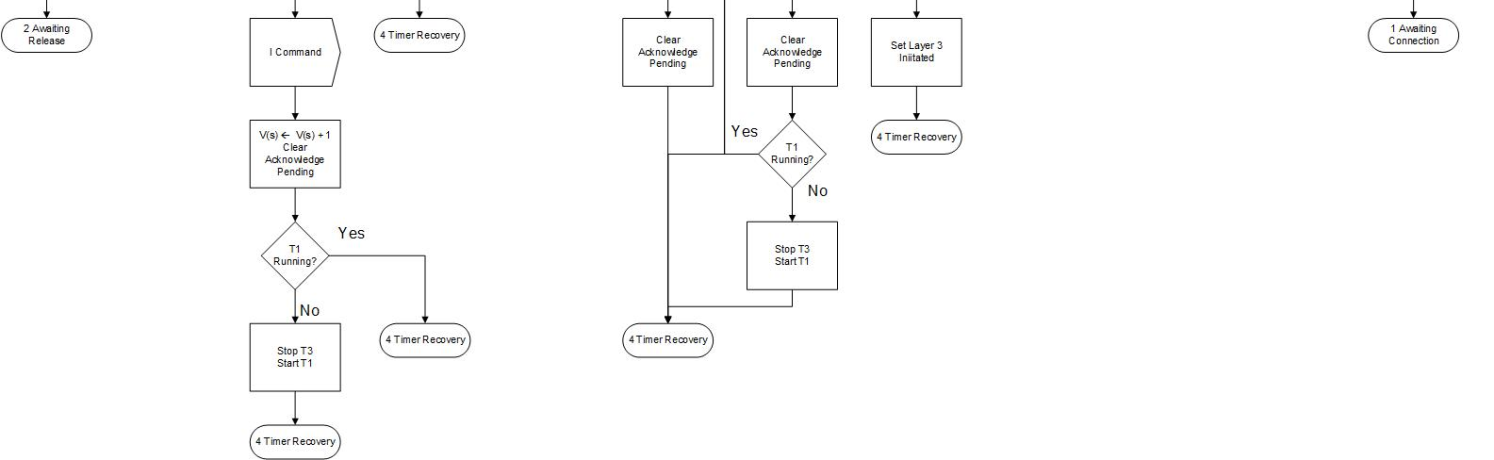 2 Awaiting
Release
I Command
V(s) ← V(s) + 1
Clear
Acknowledge
Pending
T1
Running?
Yes
No
Stop T3
Start T1
4 Timer Recovery
4 Timer Recovery
4 Timer Recovery
Clear
Acknowledge
Pending
4 Timer Recovery
Clear
Acknowledge
Pending
Yes
T1
Running?
No
Stop T3
Start T1
Set Layer 3
Initated
4 Timer Recovery
1 Awaiting
Connection